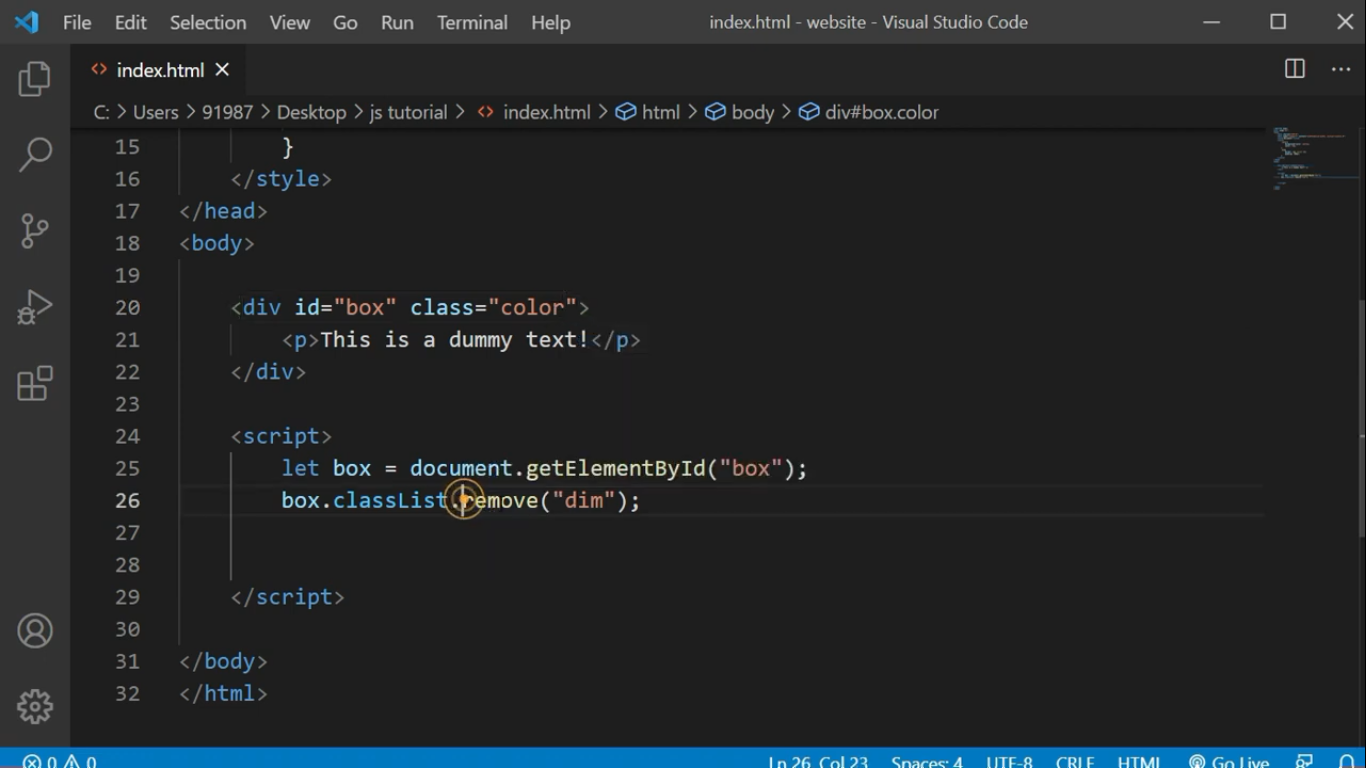 File Edit Selection View Go Run Terminal Help index.html - website - Visual Studio Code
index.html
C: > Users > 91987 > Desktop > js tutorial > index.html > html > body > div#box.color
15 }
16 </style>
17 </head>
18 <body>
19
20 <div id="box" class="color">
21 <p>This is a dummy text!</p>
22 </div>
23
24 <script>
25 let box = document.getElementById("box");
26 box.classList.remove("dim");
27
28
29 </script>
30
31 </body>
32 </html>
0 0 Ln 26, Col 23 Spaces: 4 UTF-8 CRLF HTML Go Live